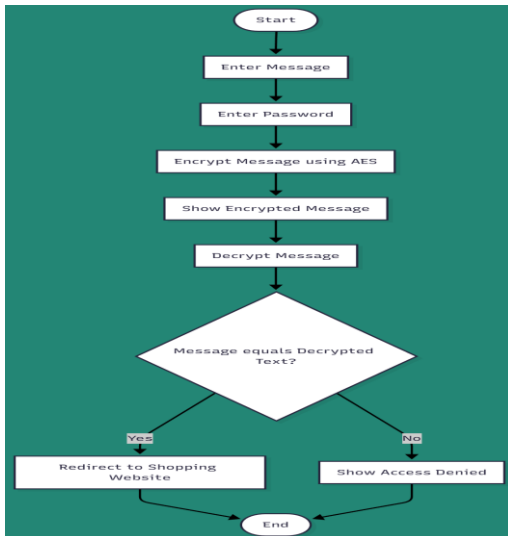 Start
Enter Message
Enter Password
Encrypt Message using AES
Show Encrypted Message
Decrypt Message
Message equals Decrypted
Text?
Yes
No
Redirect to Shopping
Website
Show Access Denied
End